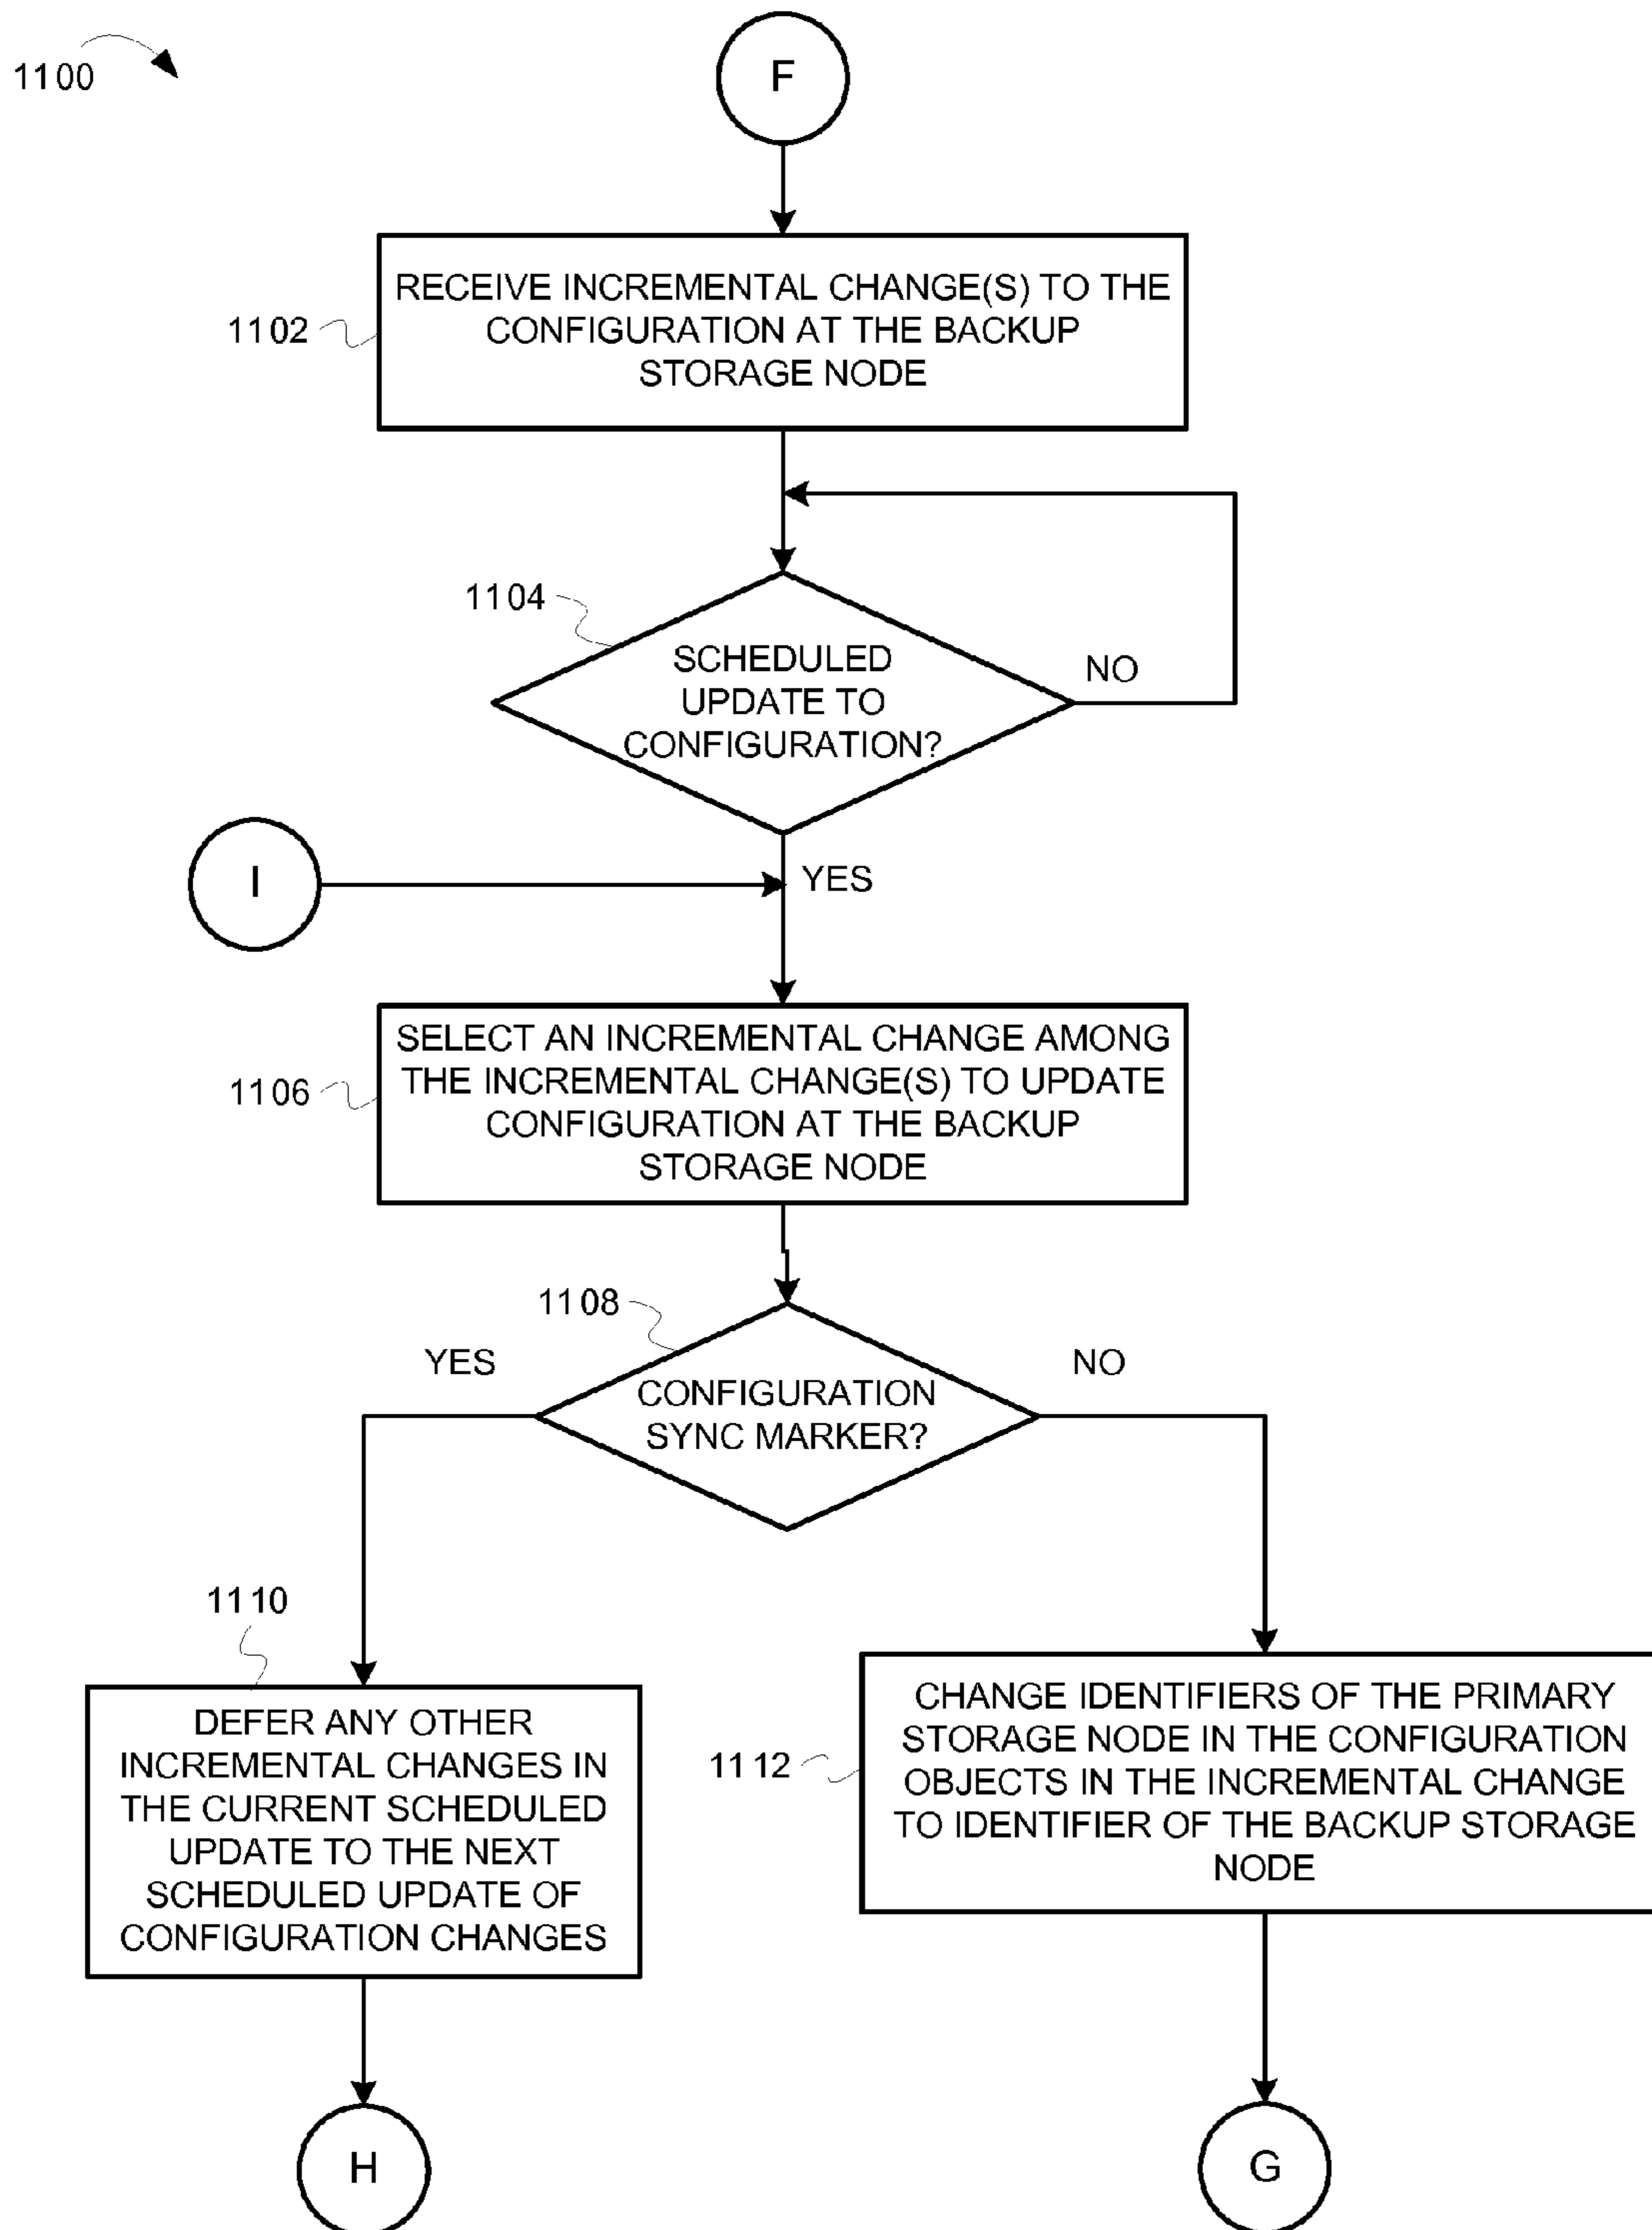 1100
F
1102
RECEIVE INCREMENTAL CHANGE(S) TO THE
CONFIGURATION AT THE BACKUP
STORAGE NODE
1104
SCHEDULED
UPDATE TO
CONFIGURATION?
NO
I
YES
1106
SELECT AN INCREMENTAL CHANGE AMONG
THE INCREMENTAL CHANGE(S) TO UPDATE
CONFIGURATION AT THE BACKUP
STORAGE NODE
1108
YES
CONFIGURATION
SYNC MARKER?
NO
1110
DEFER ANY OTHER
INCREMENTAL CHANGES IN
THE CURRENT SCHEDULED
UPDATE TO THE NEXT
SCHEDULED UPDATE OF
CONFIGURATION CHANGES
1112
CHANGE IDENTIFIERS OF THE PRIMARY
STORAGE NODE IN THE CONFIGURATION
OBJECTS IN THE INCREMENTAL CHANGE
TO IDENTIFIER OF THE BACKUP STORAGE
NODE
H
G